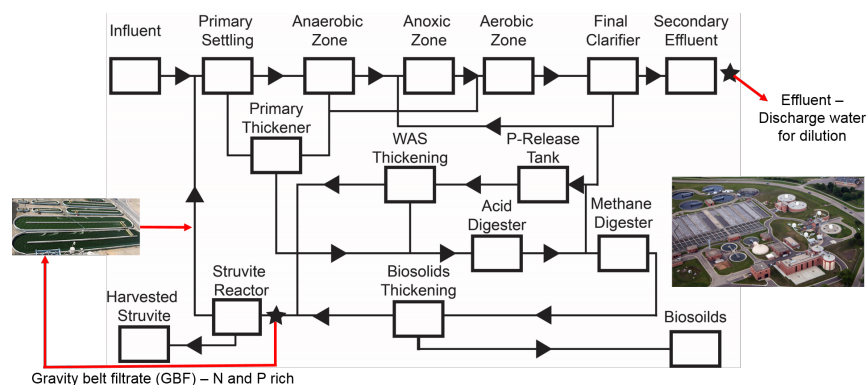 Influent
Primary
Settling
Anaerobic
Zone
Anoxic
Zone
Aerobic
Zone
Final
Clarifier
Secondary
Effluent
Effluent –
Discharge water
for dilution
Primary
Thickener
WAS
Thickening
P-Release
Tank
Acid
Digester
Methane
Digester
Struvite
Reactor
Biosolids
Thickening
Harvested
Struvite
Biosoilds
Gravity belt filtrate (GBF) – N and P rich